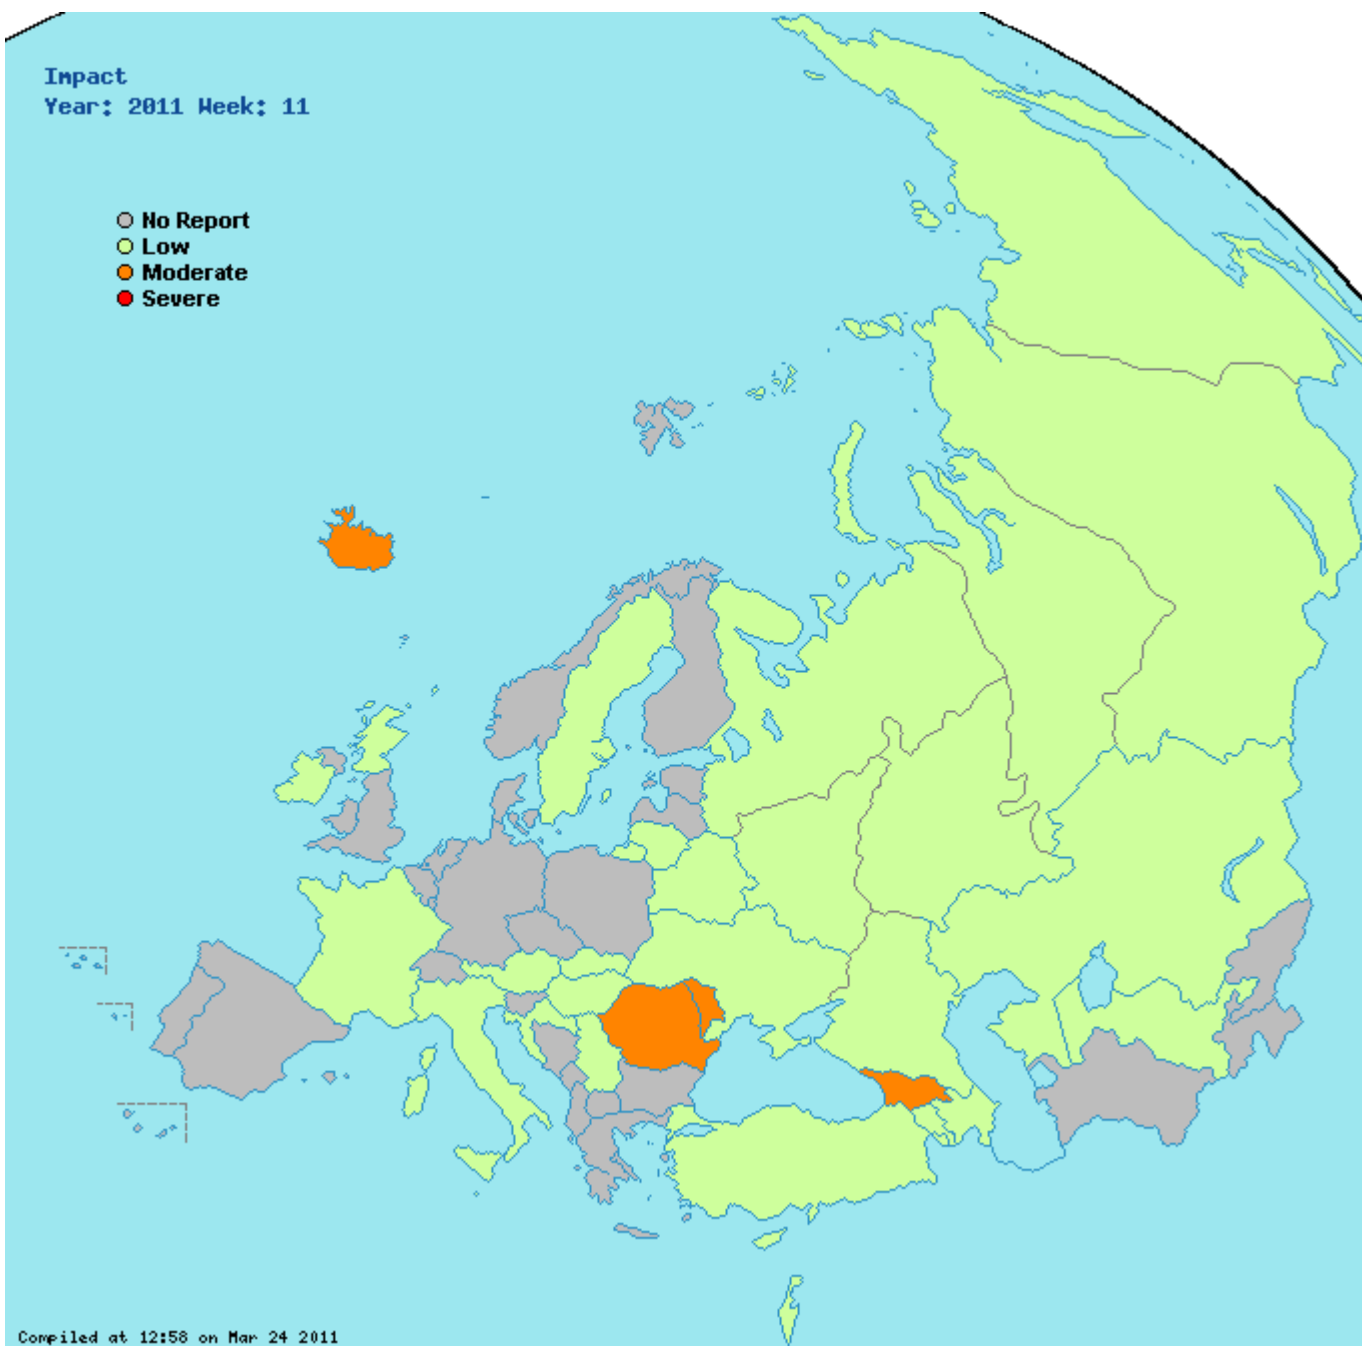 Impact
Year: 2011 Week: 11
No Report
Low
Moderate
Severe
Compiled at 12:58 on Mar 24 2011